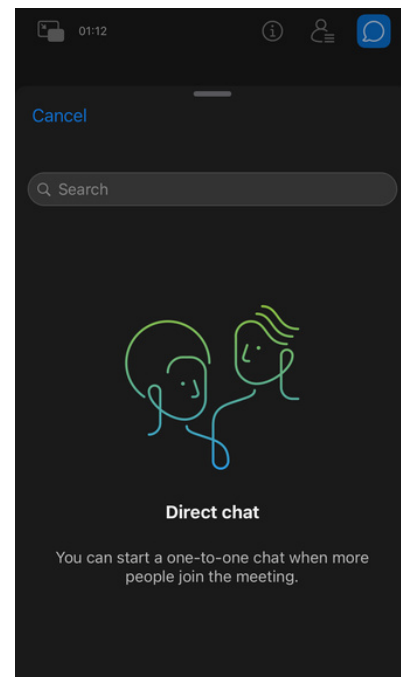 01:12
Cancel
Search
Direct chat
You can start a one-to-one chat when more
people join the meeting.